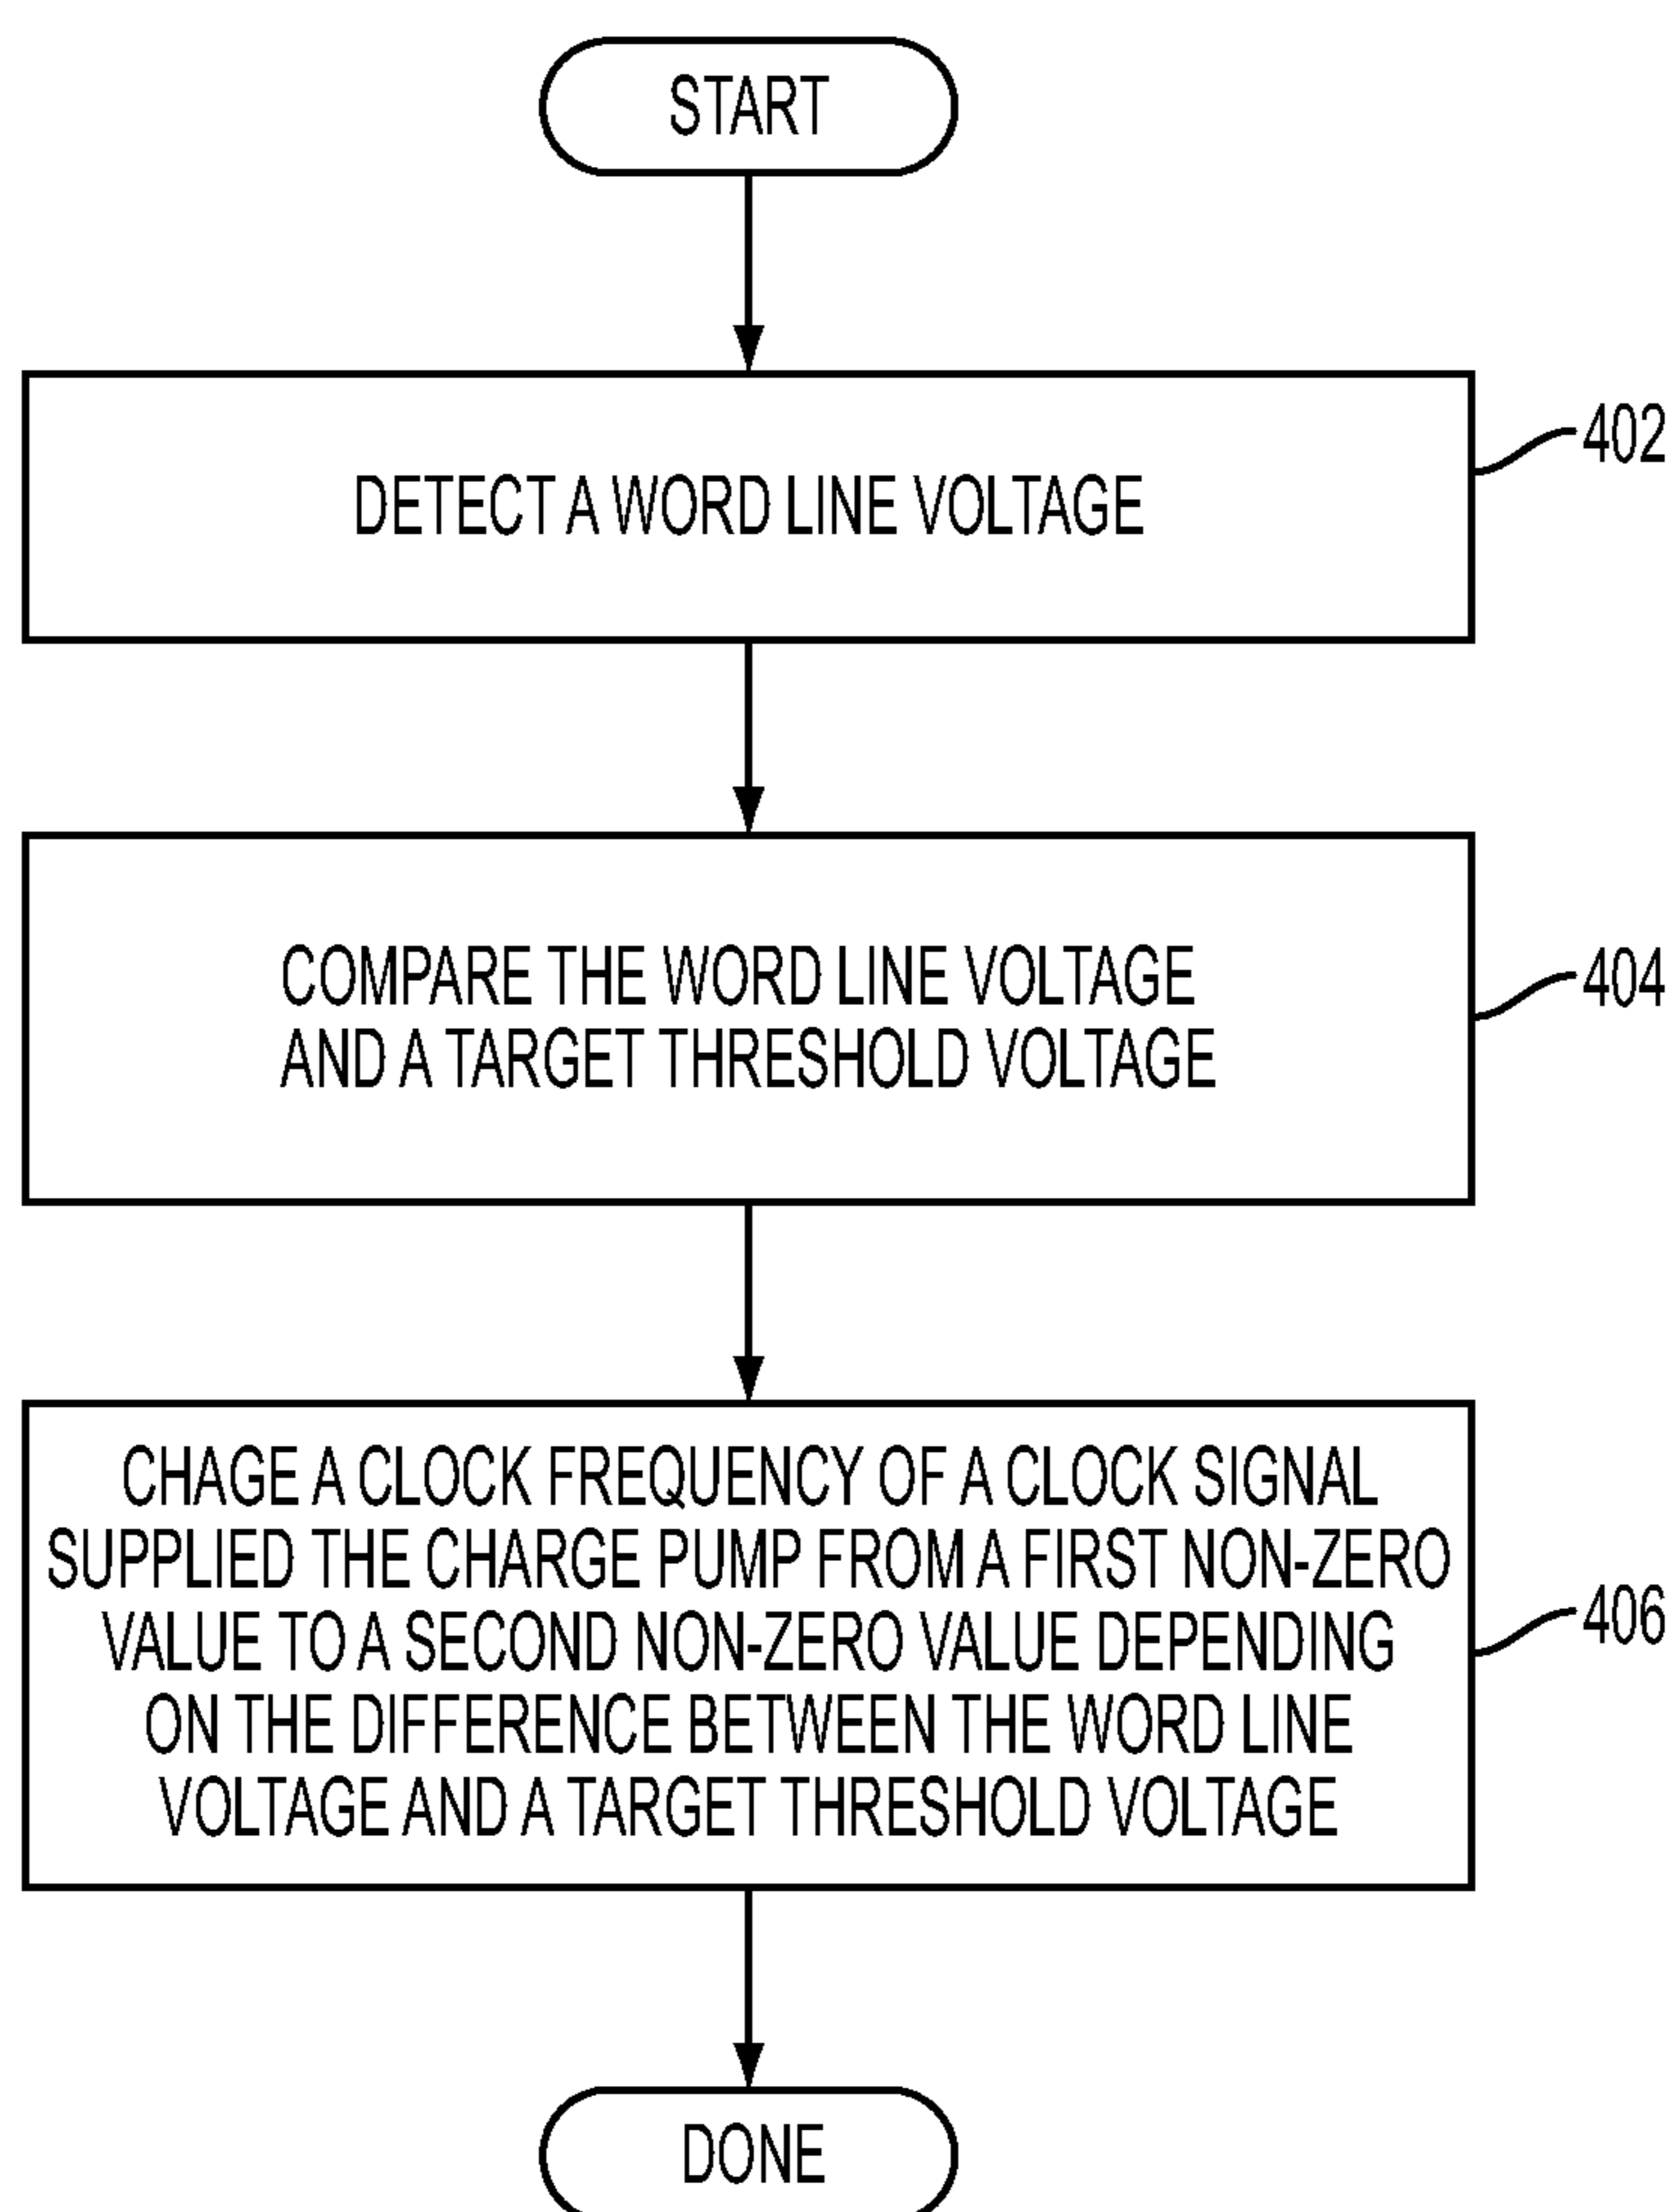 START
DETECT A WORD LINE VOLTAGE
402
COMPARE THE WORD LINE VOLTAGE
AND A TARGET THRESHOLD VOLTAGE
404
CHAGE A CLOCK FREQUENCY OF A CLOCK SIGNAL
SUPPLIED THE CHARGE PUMP FROM A FIRST NON-ZERO
VALUE TO A SECOND NON-ZERO VALUE DEPENDING
ON THE DIFFERENCE BETWEEN THE WORD LINE
VOLTAGE AND A TARGET THRESHOLD VOLTAGE
406
DONE